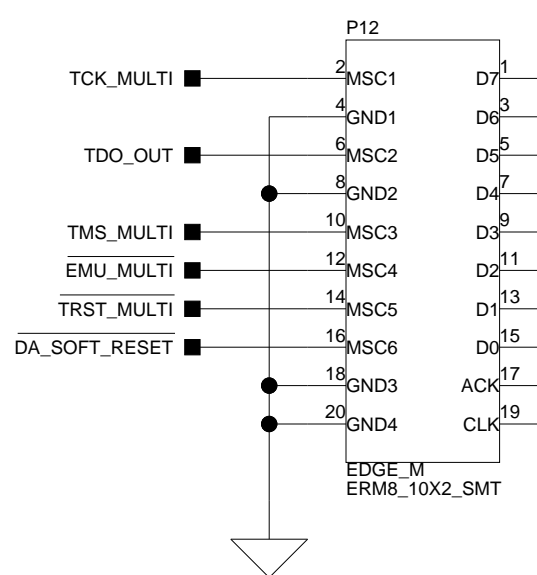 P12
TCK_MULTI 2 MSC1 D7 1
4 GND1 D6 3
TDO_OUT 6 MSC2 D5 5
8 GND2 D4 7
TMS_MULTI 10 MSC3 D3 9
EMU_MULTI 12 MSC4 D2 11
TRST_MULTI 14 MSC5 D1 13
DA_SOFT_RESET 16 MSC6 D0 15
18 GND3 ACK 17
20 GND4 CLK 19
EDGE_M
ERM8_10X2_SMT